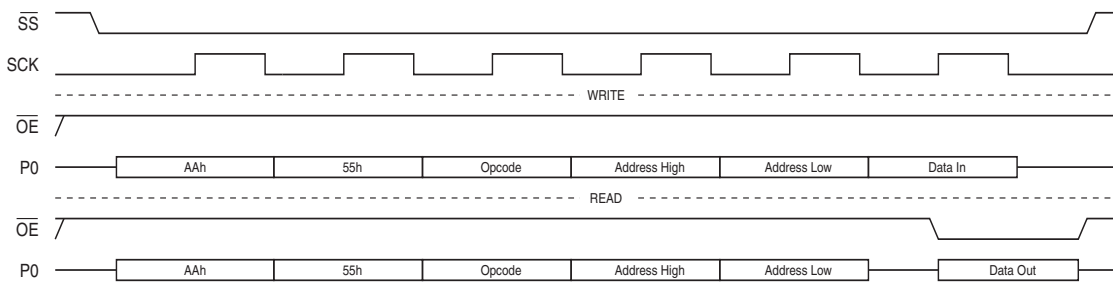 SS
SCK
WRITE
OE
P0 AAh 55h Opcode Address High Address Low Data In
READ
OE
P0 AAh 55h Opcode Address High Address Low Data Out